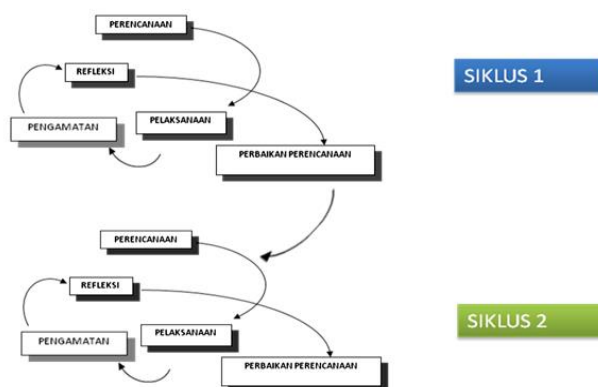 PERENCANAAN
REFLEKSI
SIKLUS 1
PENGAMATAN
PELAKSANAAN
PERBAIKAN PERENCANAAN
PERENCANAAN
REFLEKSI
SIKLUS 2
PENGAMATAN
PELAKSANAAN
PERBAIKAN PERENCANAAN